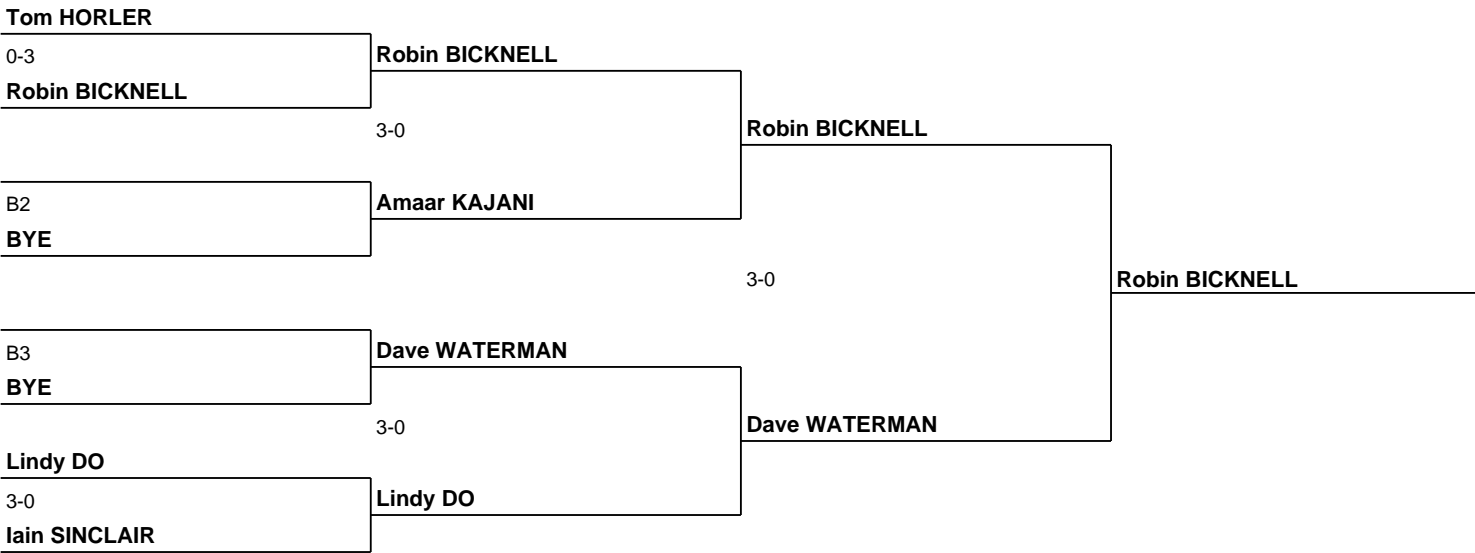 Tom HORLER
0-3
Robin BICKNELL
Robin BICKNELL
3-0
Robin BICKNELL
B2
Amaar KAJANI
BYE
3-0
Robin BICKNELL
B3
Dave WATERMAN
BYE
3-0
Dave WATERMAN
Lindy DO
3-0
Lindy DO
Iain SINCLAIR